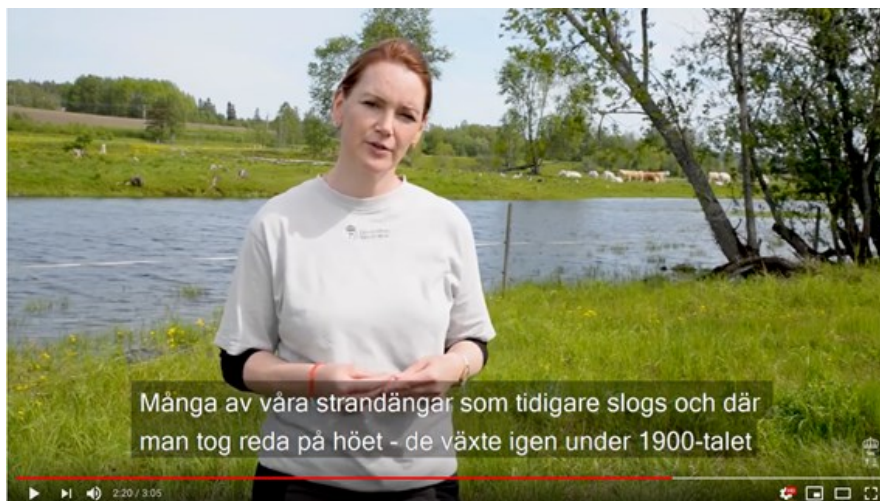 Många av våra strandängar som tidigare slogs och där
man tog reda på höet - de växte igen under 1900-talet
2:20 / 3:05